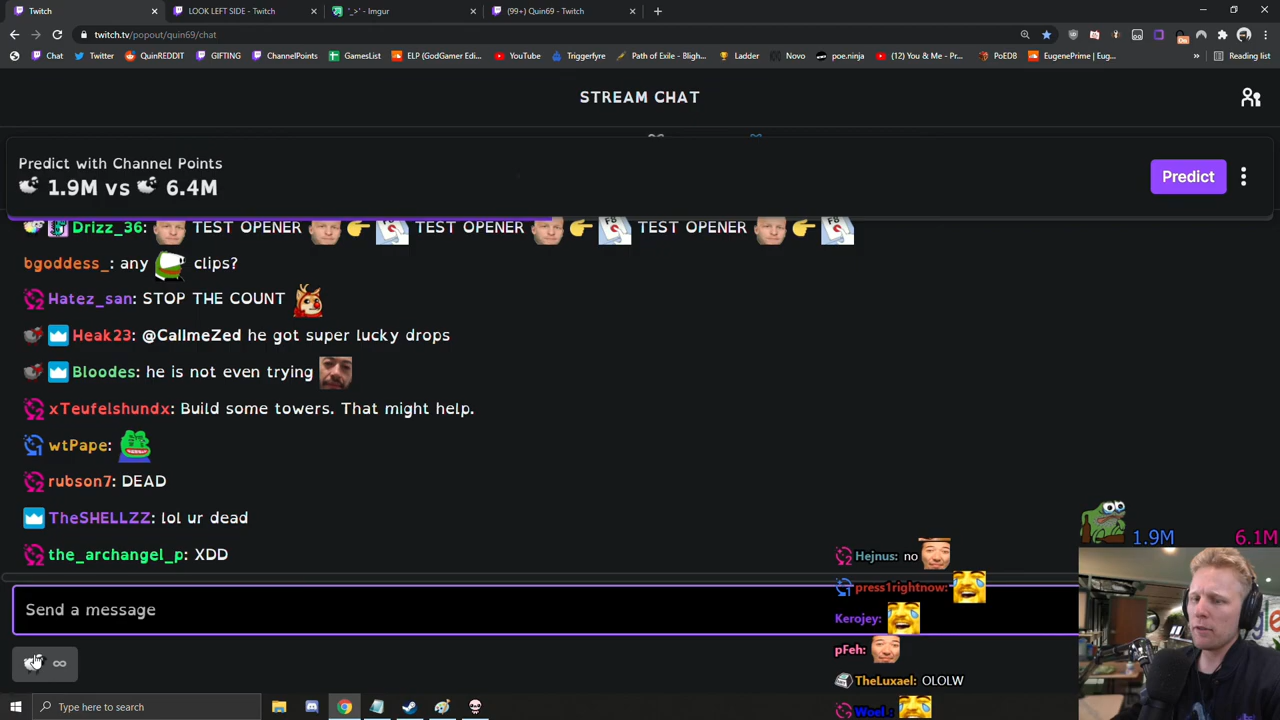 Twitch
LOOK LEFT SIDE - Twitch
'_>' - Imgur
(99+) Quin69 - Twitch
twitch.tv/popout/quin69/chat
Chat
Twitter
QuinREDDIT
GIFTING
ChannelPoints
GamesList
ELP (GodGamer Edi...
YouTube
Triggerfyre
Path of Exile - Bligh...
Ladder
Novo
poe.ninja
(12) You & Me - Pr...
PoEDB
EugenePrime | Eug...
»
Reading list
STREAM CHAT
Predict with Channel Points
1.9M vs 6.4M
Predict
Drizz_36: TEST OPENER TEST OPENER TEST OPENER
bgoddess_: any clips?
Hatez_san: STOP THE COUNT
Heak23: @CallmeZed he got super lucky drops
Bloodes: he is not even trying
xTeufelshundx: Build some towers. That might help.
wtPape:
rubson7: DEAD
TheSHELLZZ: lol ur dead
the_archangel_p: XDD
1.9M
6.1M
Hejnus: no
press1rightnow:
Kerojey:
pFeh:
TheLuxael: OLOLW
Woel_:
Send a message
∞
Type here to search